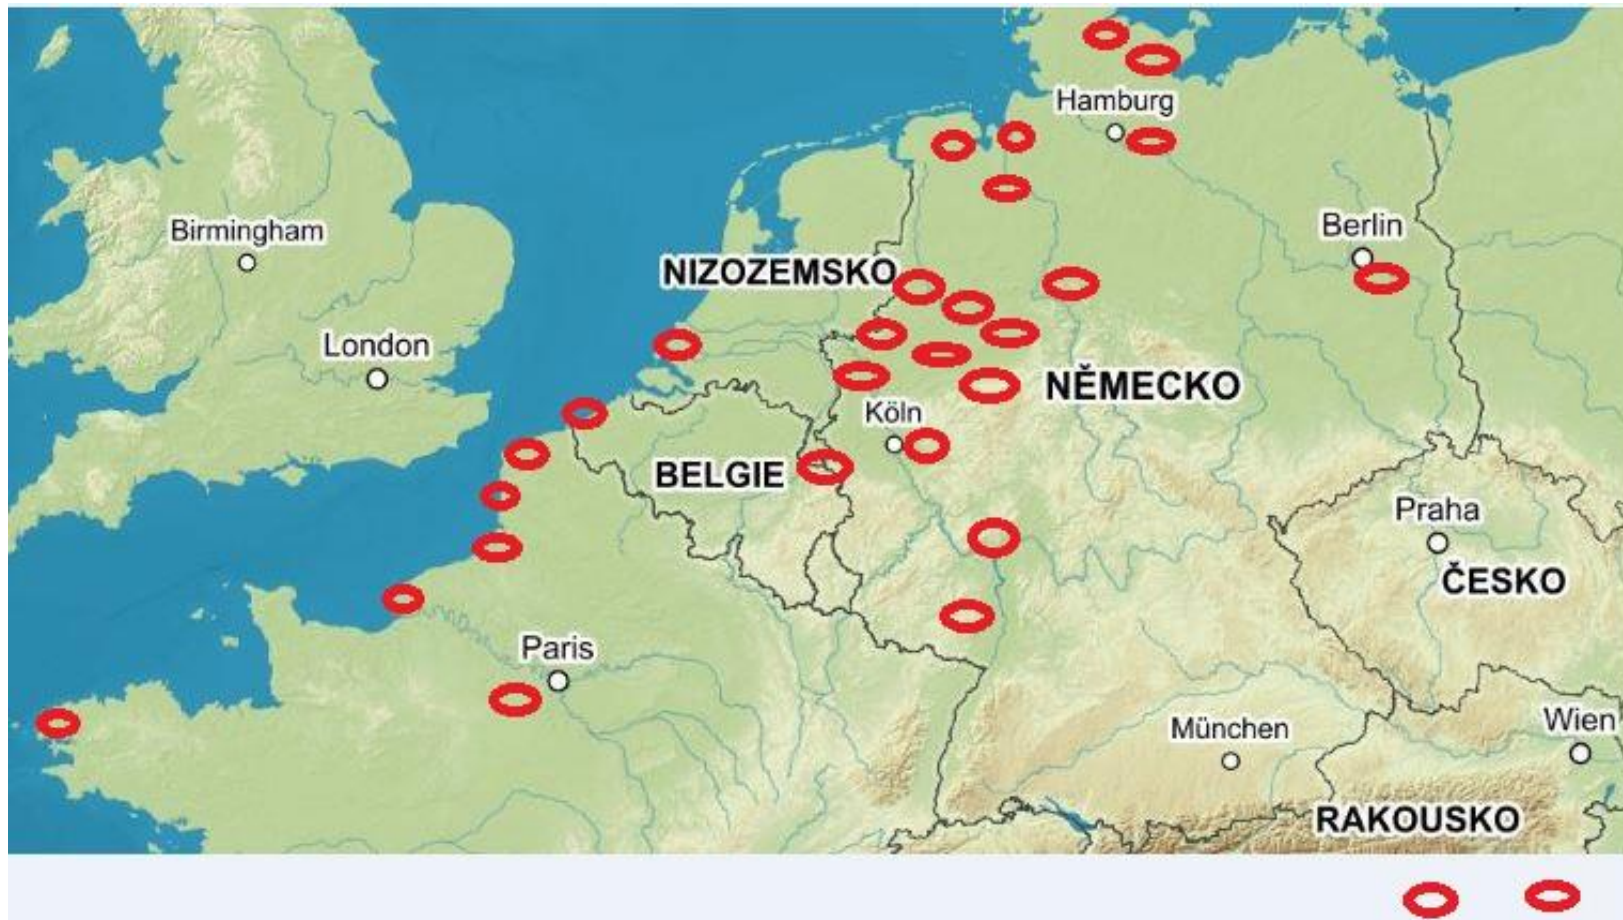 Hamburg
Birmingham
Berlin
NIZOZEMSKO
London
NĚMECKO
Köln
BELGIE
Praha
ČESKO
Paris
München
Wien
RAKOUSKO